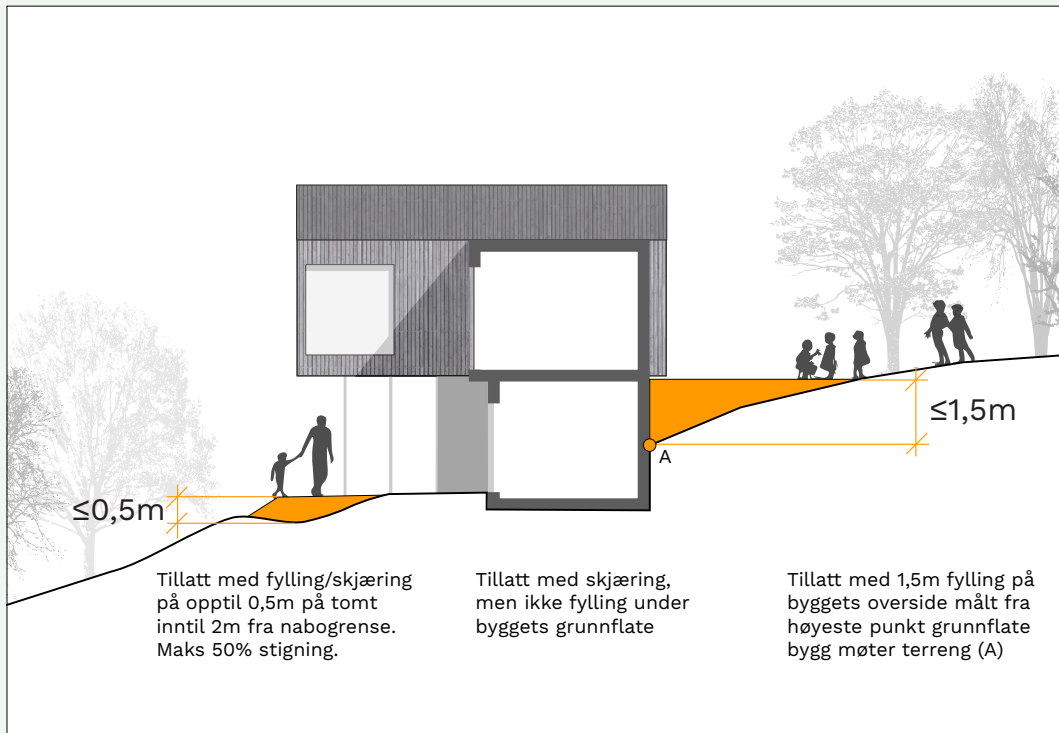 ≤1,5m
A
≤0,5m
Tillatt med fylling/skjæring
på opptil 0,5m på tomt
inntil 2m fra nabogrense.
Maks 50% stigning.
Tillatt med skjæring,
men ikke fylling under
byggets grunnflate
Tillatt med 1,5m fylling på
byggets overside målt fra
høyeste punkt grunnflate
bygg møter terreng (A)